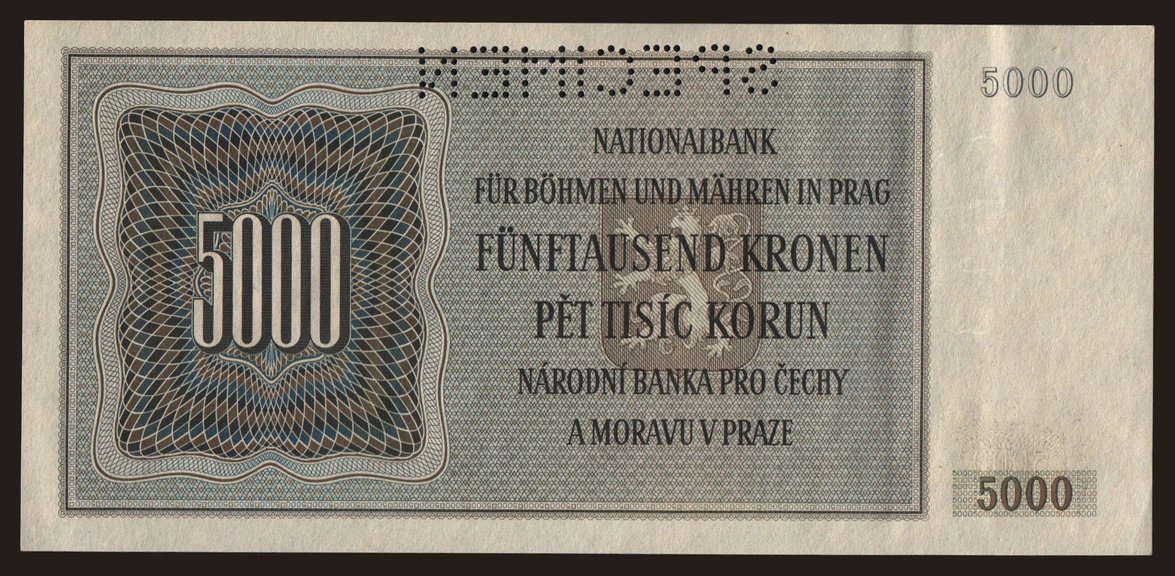 SPECIMEN
5000
NATIONALBANK
FÜR BÖHMEN UND MÄHREN IN PRAG
FÜNFTAUSEND KRONEN
PĚT TISÍC KORUN
NÁRODNÍ BANKA PRO ČECHY
A MORAVU V PRAZE
5000
5000